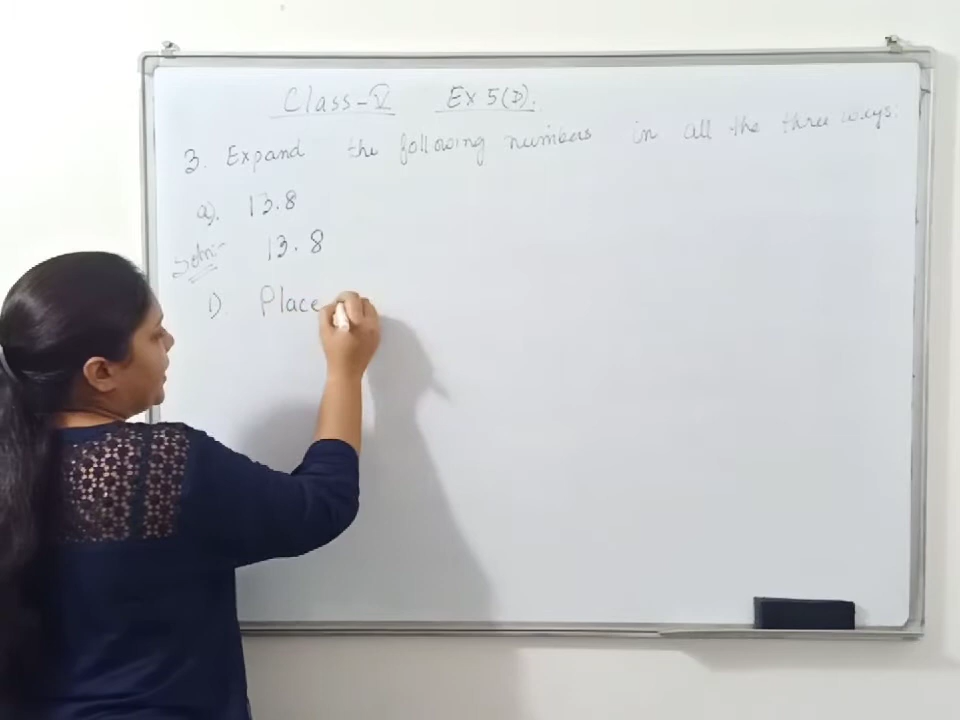 Class-V Ex 5(D).
3. Expand the following numbers in all the three ways:
a). 13.8
Soln:- 13.8
1). Place